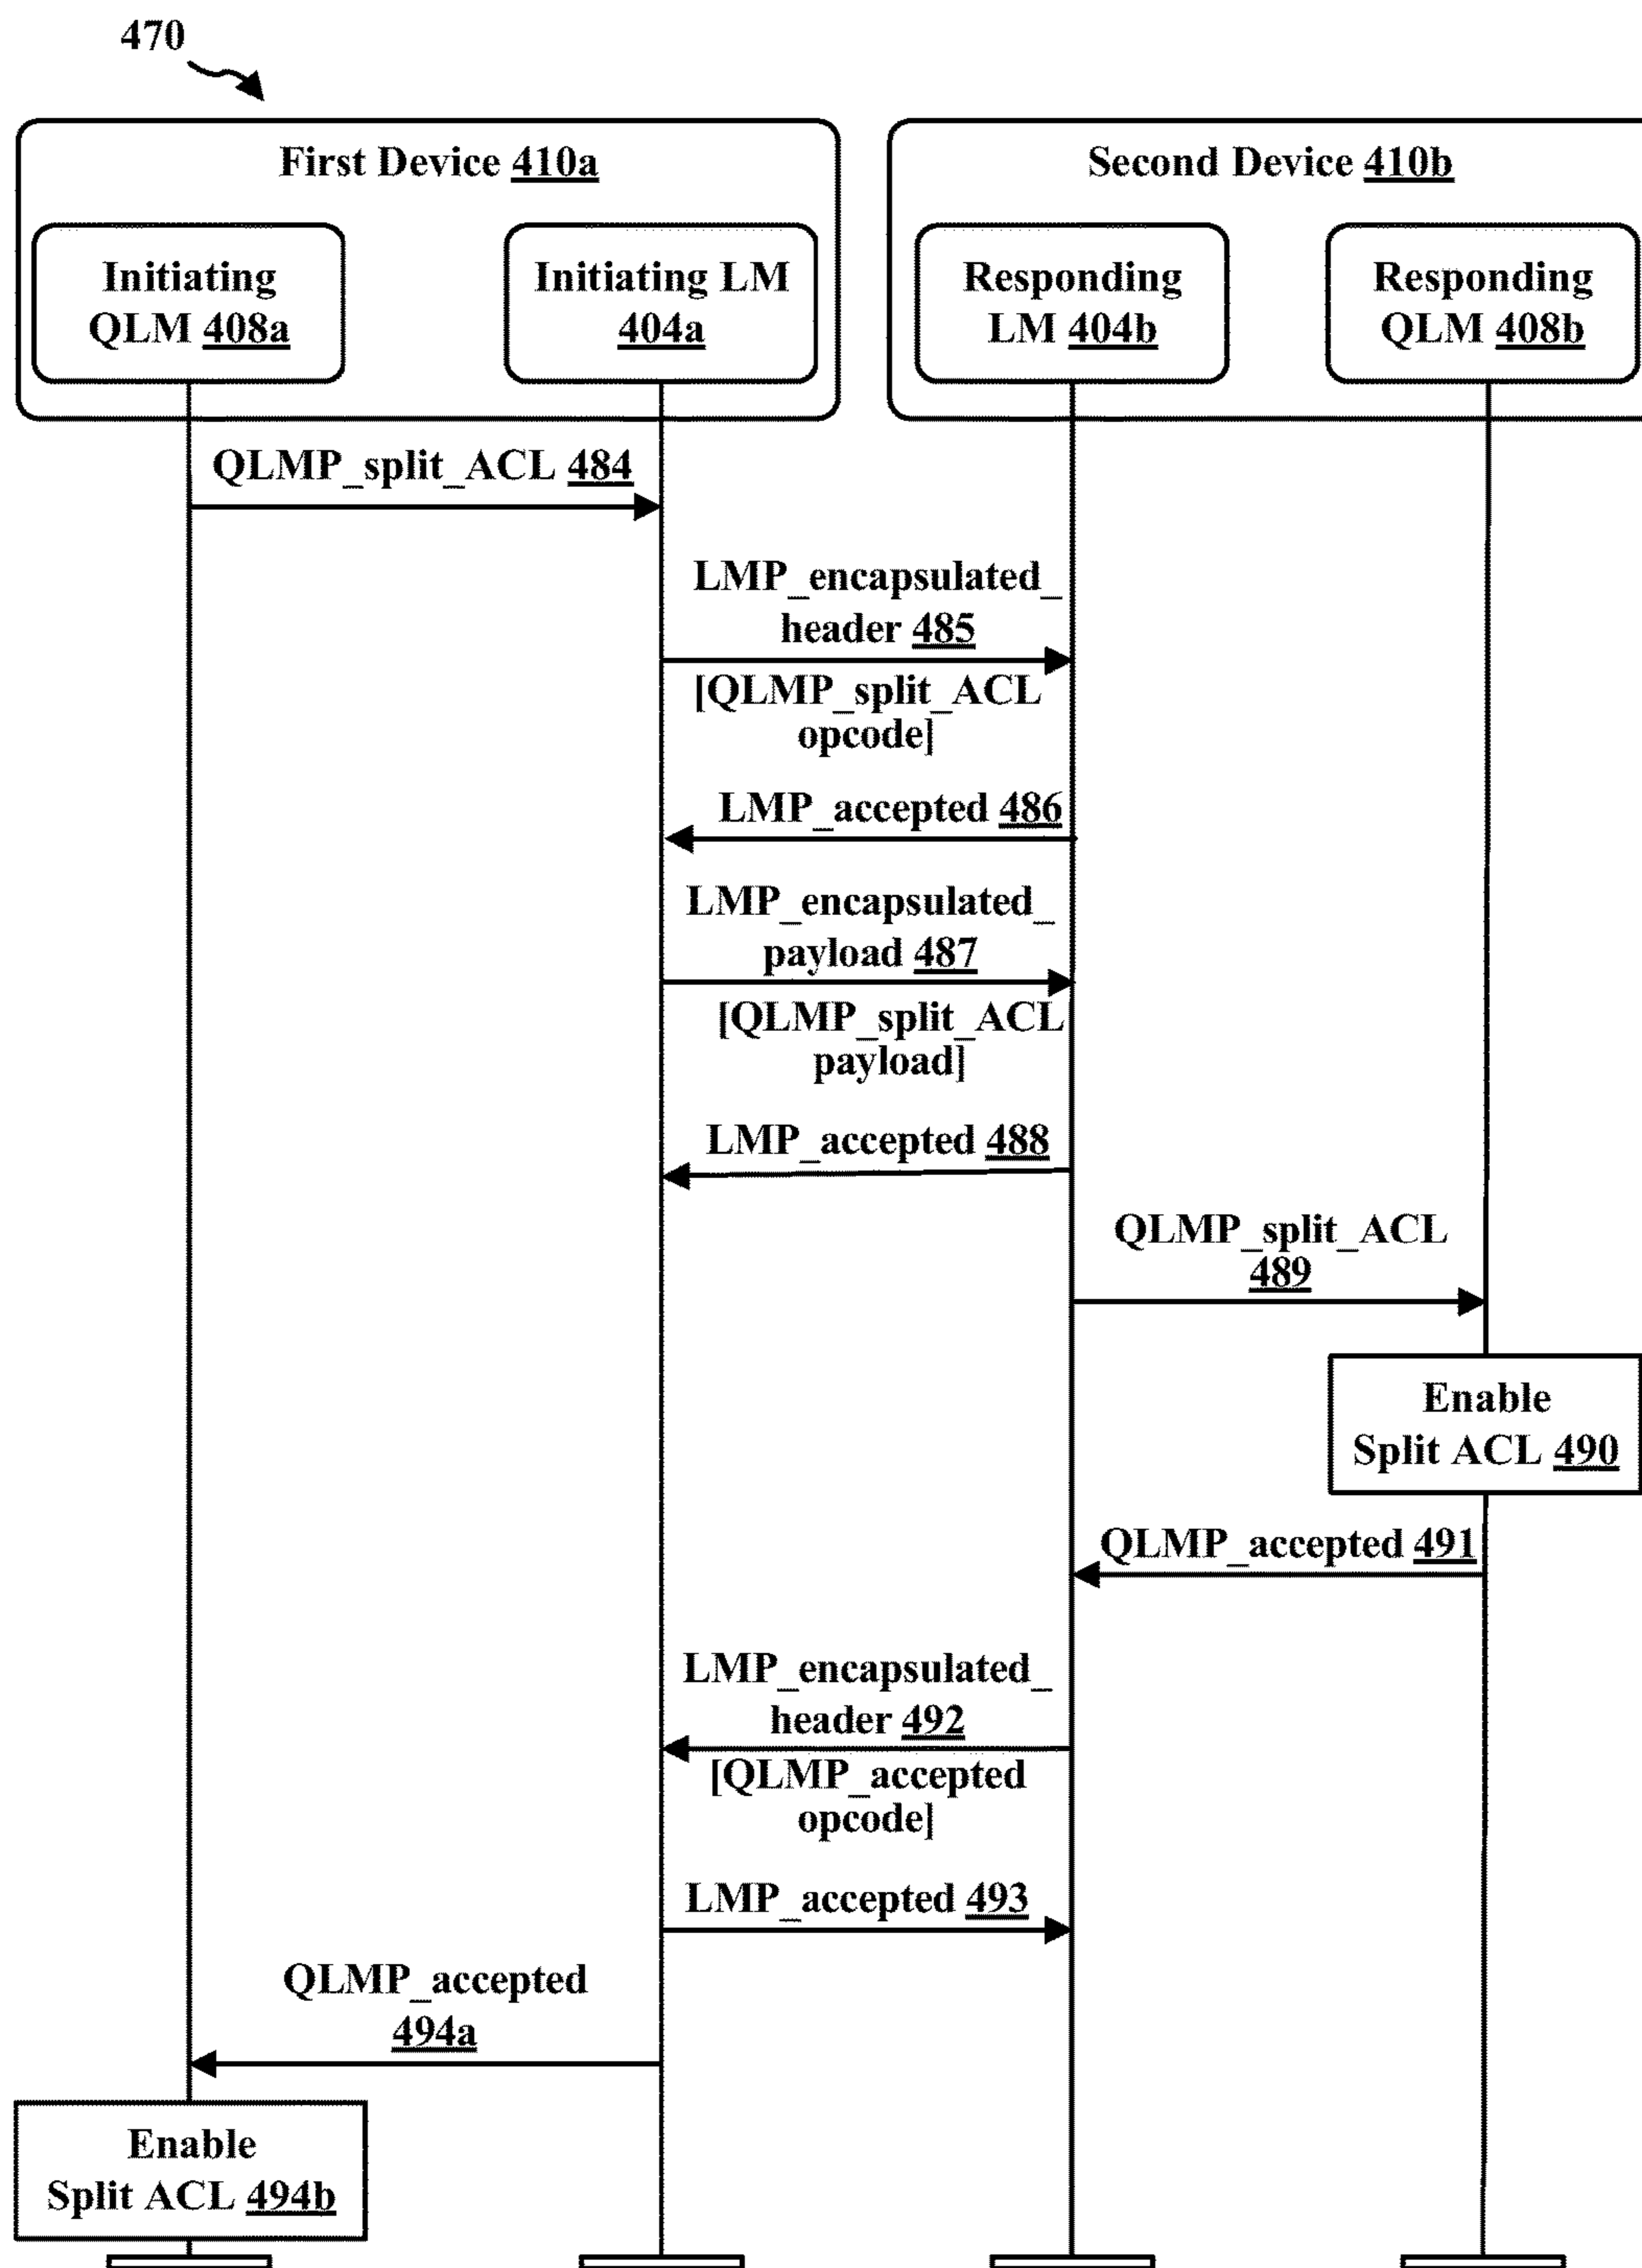 470
First Device 410a
Second Device 410b
Initiating
QLM 408a
Initiating LM
404a
Responding
LM 404b
Responding
QLM 408b
QLMP_split_ACL 484
LMP_encapsulated_
header 485
[QLMP_split_ACL
opcode]
LMP_accepted 486
LMP_encapsulated_
payload 487
[QLMP_split_ACL
payload]
LMP_accepted 488
QLMP_split_ACL
489
Enable
Split ACL 490
QLMP_accepted 491
LMP_encapsulated_
header 492
[QLMP_accepted
opcode]
LMP_accepted 493
QLMP_accepted
494a
Enable
Split ACL 494b